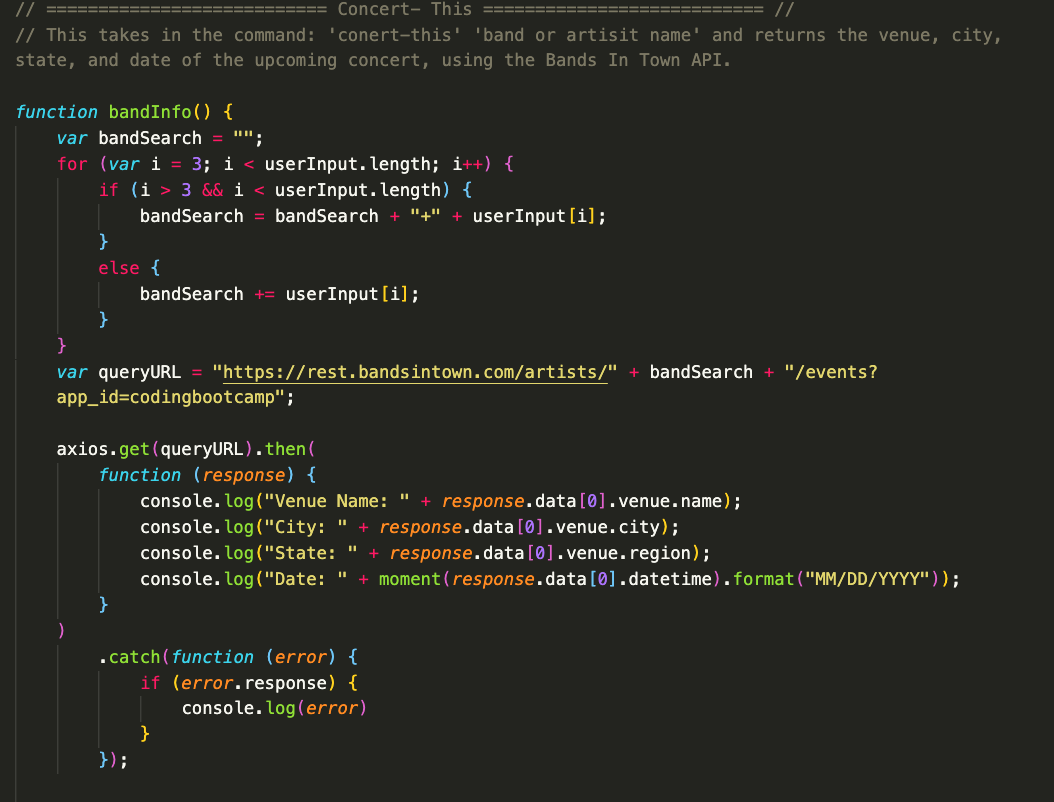 // =========================== Concert- This =========================== //
// This takes in the command: 'conert-this' 'band or artisit name' and returns the venue, city,
state, and date of the upcoming concert, using the Bands In Town API.
function bandInfo() {
var bandSearch = "";
for (var i = 3; i < userInput.length; i++) {
if (i > 3 && i < userInput.length) {
bandSearch = bandSearch + "+" + userInput[i];
}
else {
bandSearch += userInput[i];
}
}
var queryURL = "https://rest.bandsintown.com/artists/" + bandSearch + "/events?
app_id=codingbootcamp";
axios.get(queryURL).then(
function (response) {
console.log("Venue Name: " + response.data[0].venue.name);
console.log("City: " + response.data[0].venue.city);
console.log("State: " + response.data[0].venue.region);
console.log("Date: " + moment(response.data[0].datetime).format("MM/DD/YYYY"));
}
)
.catch(function (error) {
if (error.response) {
console.log(error)
}
});